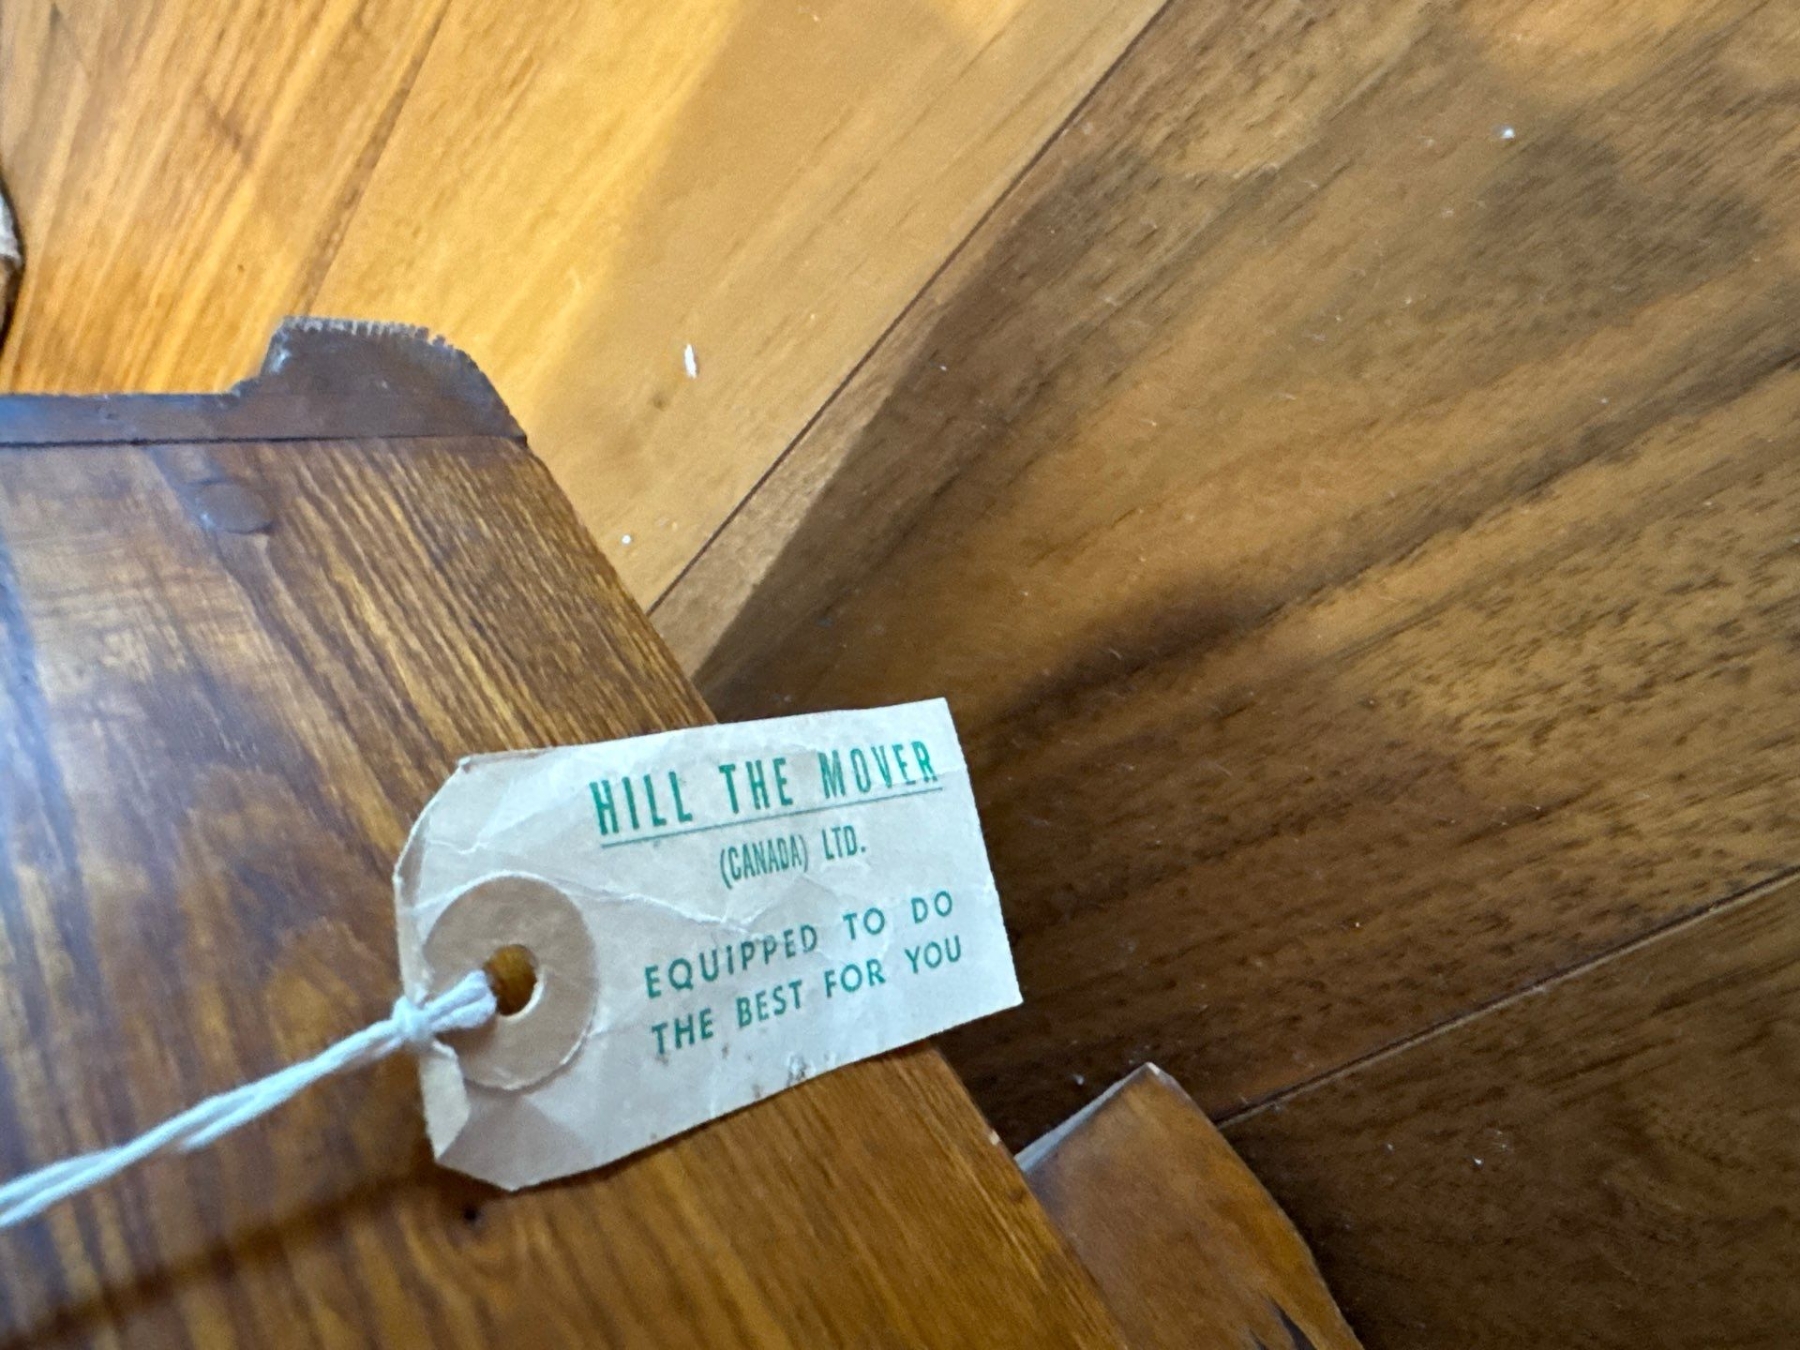 HILL THE MOVER
(CANADA) LTD.
EQUIPPED TO DO
THE BEST FOR YOU